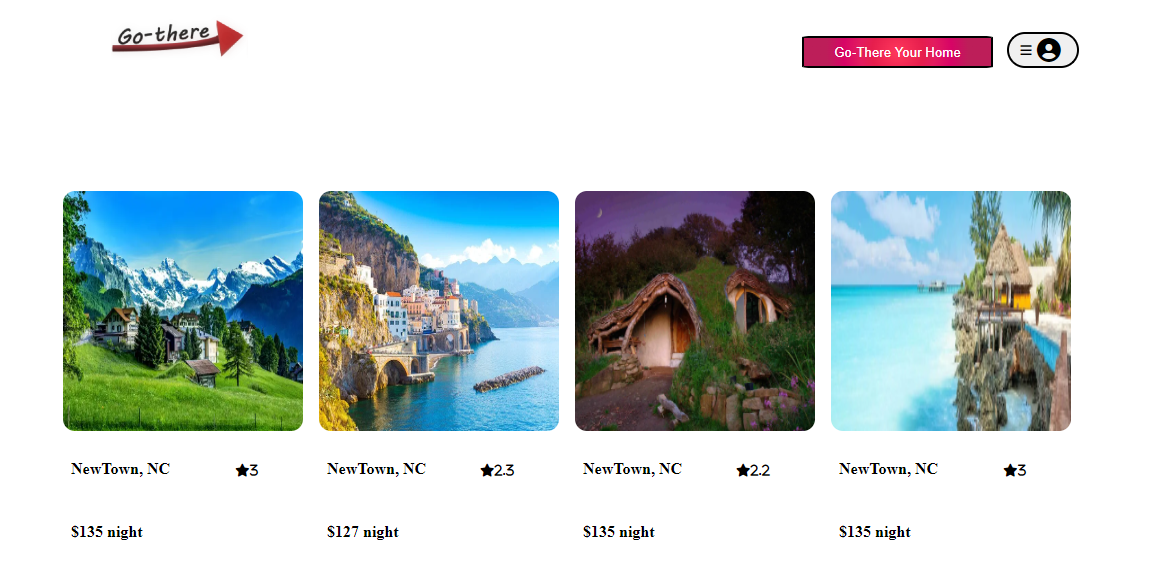 Go-there
Go-There Your Home
NewTown, NC ★3
NewTown, NC ★2.3
NewTown, NC ★2.2
NewTown, NC ★3
$135 night
$127 night
$135 night
$135 night